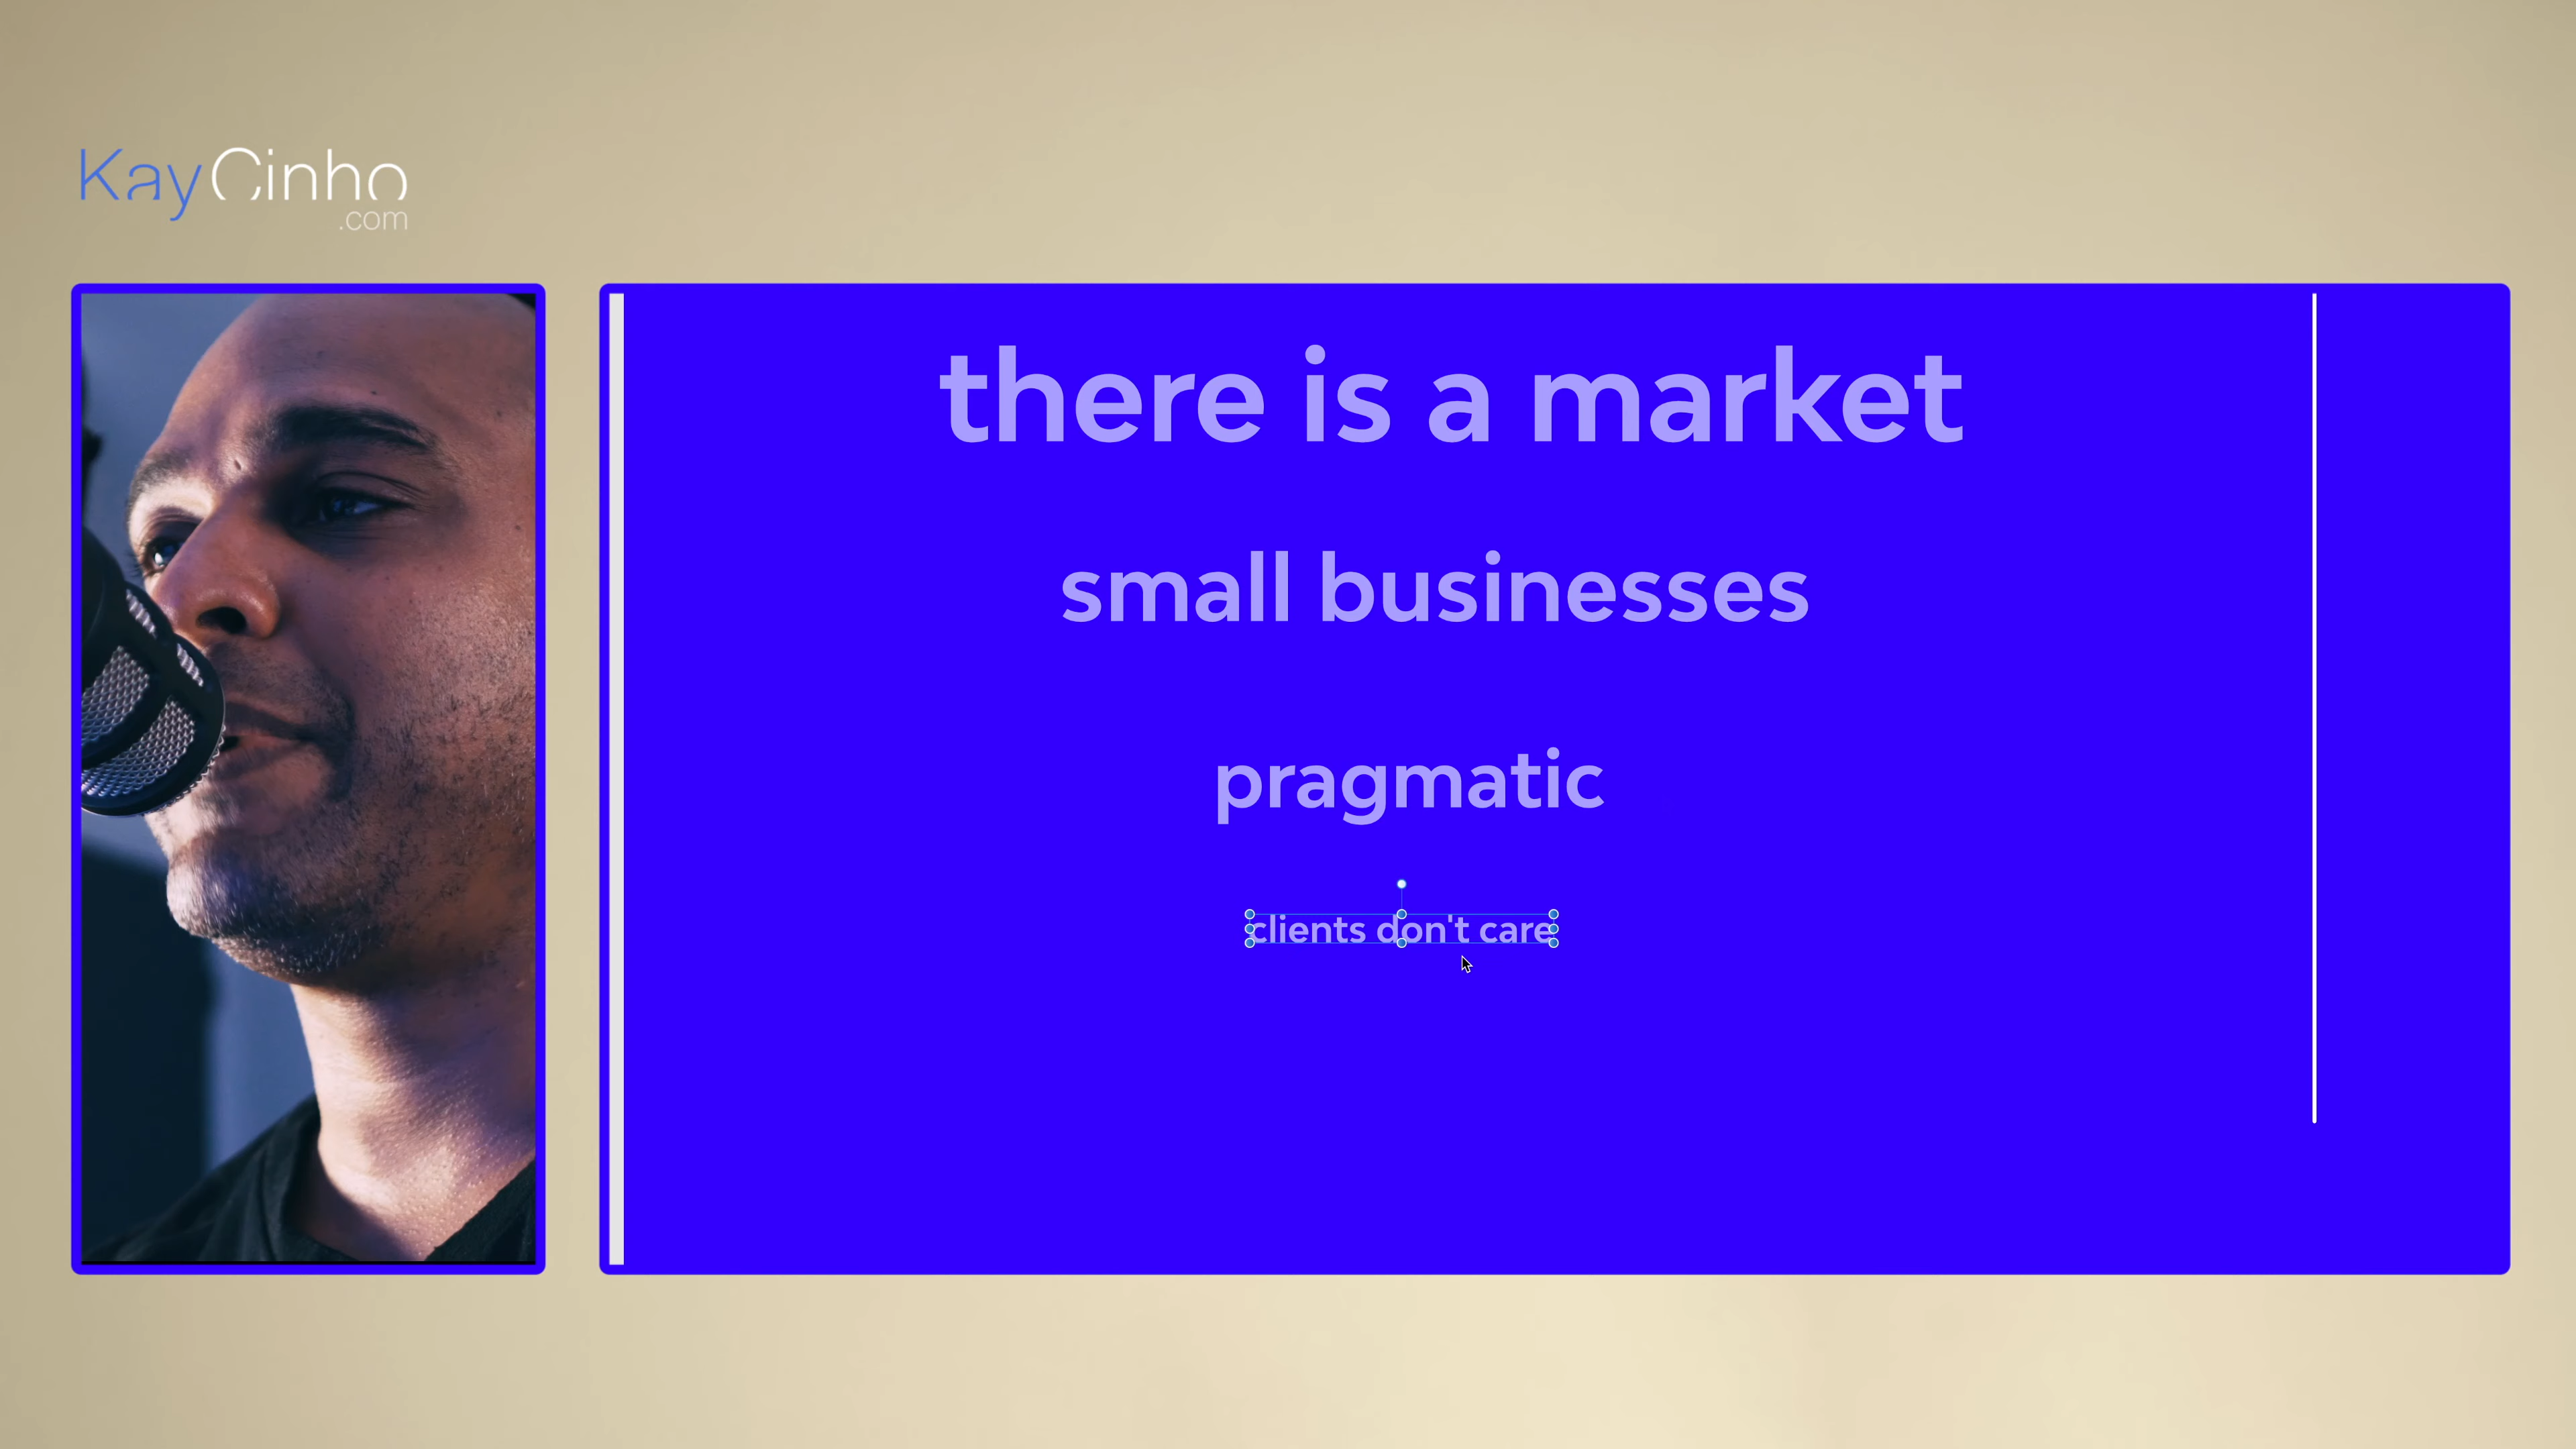 KayCinho
.com
there is a market
small businesses
pragmatic
clients don't care